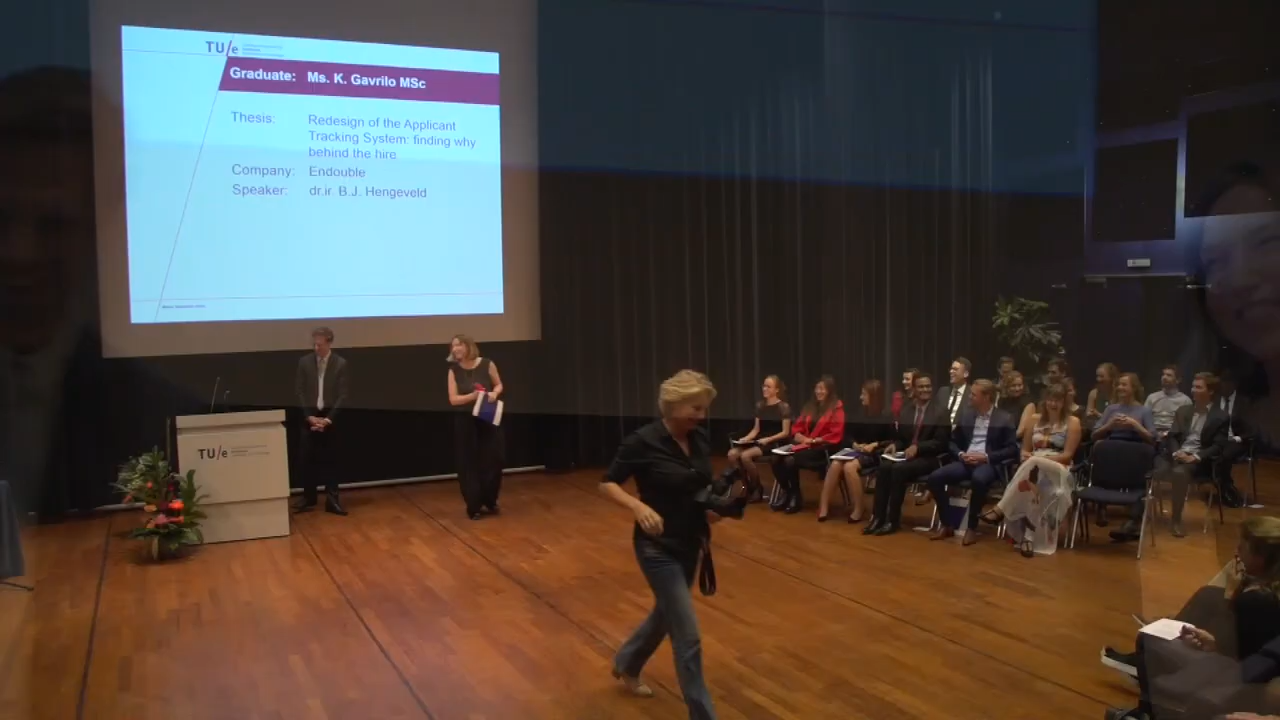 TU/e
Graduate: Ms. K. Gavrilo MSc
Thesis: Redesign of the Applicant
Tracking System: finding why
behind the hire
Company: Endouble
Speaker: dr.ir. B.J. Hengeveld
TU/e